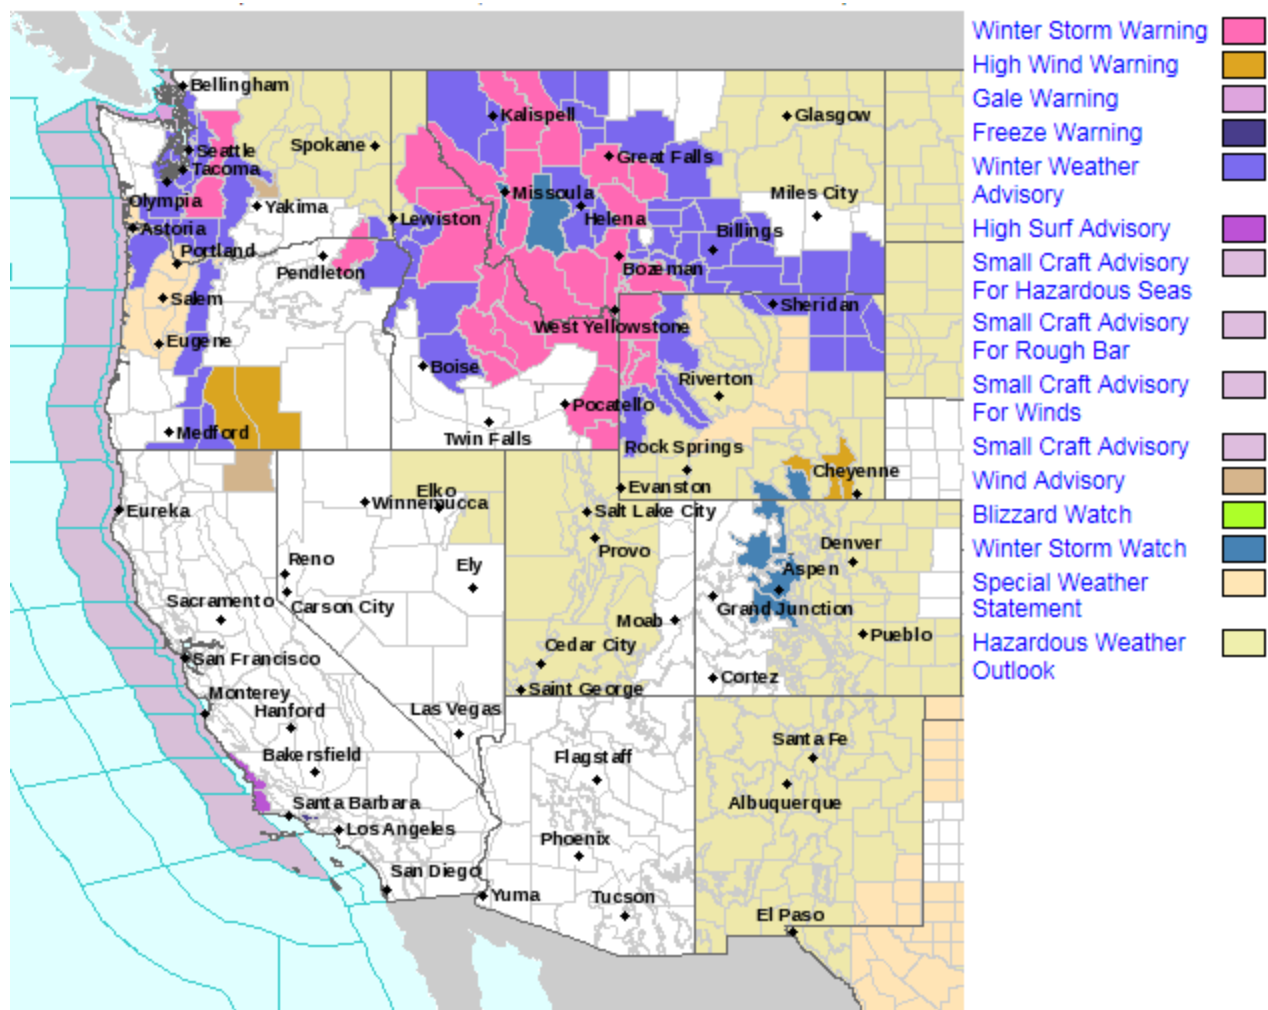 Winter Storm Warning
High Wind Warning
Gale Warning
Freeze Warning
Winter Weather
Advisory
High Surf Advisory
Small Craft Advisory
For Hazardous Seas
Small Craft Advisory
For Rough Bar
Small Craft Advisory
For Winds
Small Craft Advisory
Wind Advisory
Blizzard Watch
Winter Storm Watch
Special Weather
Statement
Hazardous Weather
Outlook
Bellingham
Kalispell
Glasgow
Spokane
Seattle
Great Falls
Tacoma
Missoula
Miles City
Olympia
Yakima
Lewiston
Helena
Astoria
Billings
Portland
Pendleton
Bozeman
Salem
Sheridan
West Yellowstone
Eugene
Boise
Riverton
Pocatello
Medford
Twin Falls
Rock Springs
Cheyenne
Elko
Evanston
Winnemucca
Eureka
Salt Lake City
Provo
Denver
Reno
Ely
Aspen
Sacramento
Carson City
Grand Junction
Moab
Pueblo
Cedar City
San Francisco
Cortez
Saint George
Monterey
Hanford
Las Vegas
Santa Fe
Bakersfield
Flagstaff
Albuquerque
Santa Barbara
Los Angeles
Phoenix
San Diego
Yuma
Tucson
El Paso